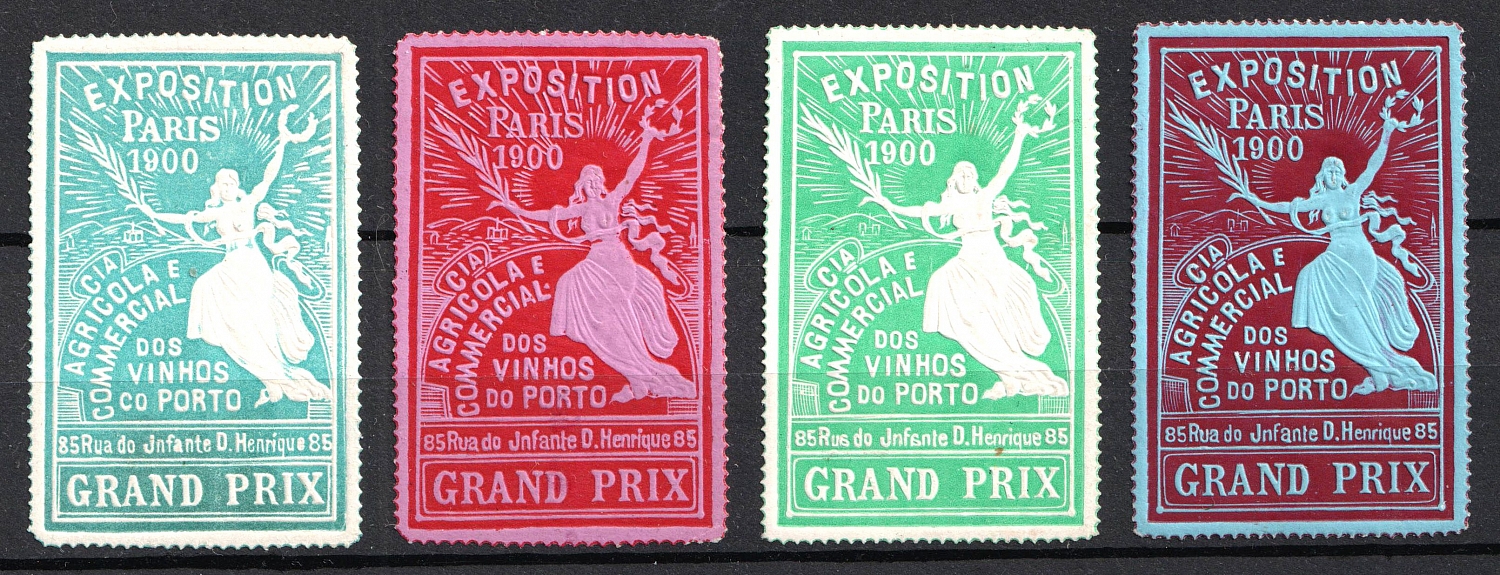 EXPOSITION
PARIS
1900
CIA
AGRICOLA E
COMMERCIAL
DOS
VINHOS
CO PORTO
85 Rua do Jnfante D. Henrique 85
GRAND PRIX
EXPOSITION
PARIS
1900
CIA
AGRICOLA E
COMMERCIAL
DOS
VINHOS
DO PORTO
85 Rua do Jnfante D. Henrique 85
GRAND PRIX
EXPOSITION
PARIS
1900
CIA
AGRICOLA E
COMMERCIAL
DOS
VINHOS
DO PORTO
85 Rua do Jnfante D. Henrique 85
GRAND PRIX
EXPOSITION
PARIS
1900
CIA
AGRICOLA E
COMMERCIAL
DOS
VINHOS
DO PORTO
85 Rua do Jnfante D. Henrique 85
GRAND PRIX